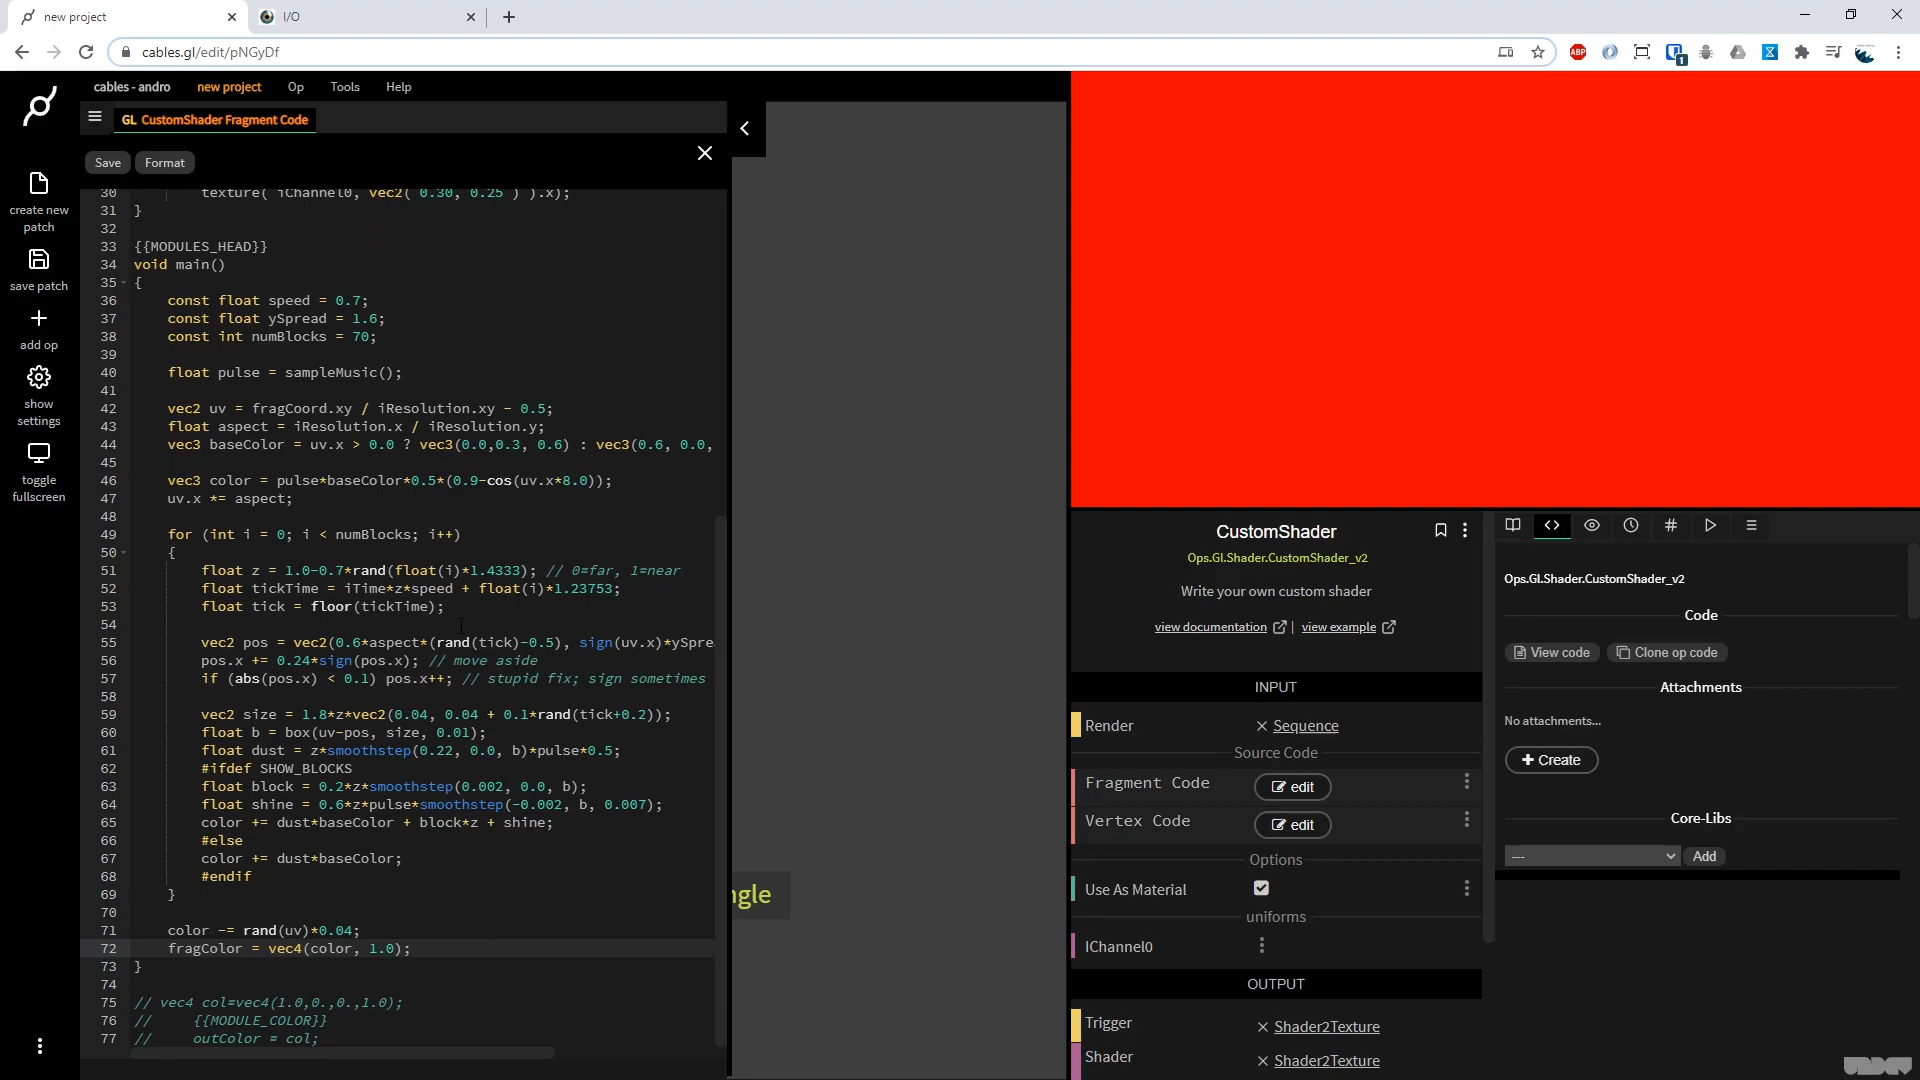 new project
I/O
cables.gl/edit/pNGyDf
ABP
1
cables - andro
new project
Op
Tools
Help
GL CustomShader Fragment Code
Save
Format
create new
patch
save patch
add op
show
settings
toggle
fullscreen
30 texture( iChannel0, vec2( 0.30, 0.25 ) ).x);
31 }
32
33 {{MODULES_HEAD}}
34 void main()
35 {
36 const float speed = 0.7;
37 const float ySpread = 1.6;
38 const int numBlocks = 70;
39
40 float pulse = sampleMusic();
41
42 vec2 uv = fragCoord.xy / iResolution.xy - 0.5;
43 float aspect = iResolution.x / iResolution.y;
44 vec3 baseColor = uv.x > 0.0 ? vec3(0.0,0.3, 0.6) : vec3(0.6, 0.0,
45
46 vec3 color = pulse*baseColor*0.5*(0.9-cos(uv.x*8.0));
47 uv.x *= aspect;
48
49 for (int i = 0; i < numBlocks; i++)
50 {
51 float z = 1.0-0.7*rand(float(i)*1.4333); // 0=far, 1=near
52 float tickTime = iTime*z*speed + float(i)*1.23753;
53 float tick = floor(tickTime);
54
55 vec2 pos = vec2(0.6*aspect*(rand(tick)-0.5), sign(uv.x)*ySpre
56 pos.x += 0.24*sign(pos.x); // move aside
57 if (abs(pos.x) < 0.1) pos.x++; // stupid fix; sign sometimes
58
59 vec2 size = 1.8*z*vec2(0.04, 0.04 + 0.1*rand(tick+0.2));
60 float b = box(uv-pos, size, 0.01);
61 float dust = z*smoothstep(0.22, 0.0, b)*pulse*0.5;
62 #ifdef SHOW_BLOCKS
63 float block = 0.2*z*smoothstep(0.002, 0.0, b);
64 float shine = 0.6*z*pulse*smoothstep(-0.002, b, 0.007);
65 color += dust*baseColor + block*z + shine;
66 #else
67 color += dust*baseColor;
68 #endif
69 }
70
71 color -= rand(uv)*0.04;
72 fragColor = vec4(color, 1.0);
73 }
74
75 // vec4 col=vec4(1.0,0.,0.,1.0);
76 // {{MODULE_COLOR}}
77 // outColor = col;
ngle
CustomShader
Ops.Gl.Shader.CustomShader_v2
Write your own custom shader
view documentation | view example
INPUT
Render × Sequence
Source Code
Fragment Code edit
Vertex Code edit
Options
Use As Material
uniforms
IChannel0
OUTPUT
Trigger × Shader2Texture
Shader × Shader2Texture
Ops.Gl.Shader.CustomShader_v2
Code
View code
Clone op code
Attachments
No attachments...
+ Create
Core-Libs
---
Add